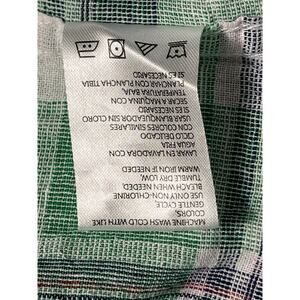 MACHINE WASH COLD WITH LIKE
COLORS.
GENTLE CYCLE.
USE ONLY NON CHLORINE
BLEACH WHEN NEEDED.
TUMBLE DRY LOW.
WARM IRON IF NEEDED.
LAVAR EN LAVADORA CON
AGUA FRIA
CON COLORES SIMILARES
CICLO DELICADO
USAR BLANQUEADOR SIN CLORO
SI ES NECESARIO
SECAR A MAQUINA CON
TEMPERATURA BAJA,
PLANCHAR CON PLANCHA TIBIA
SI ES NECESARIO